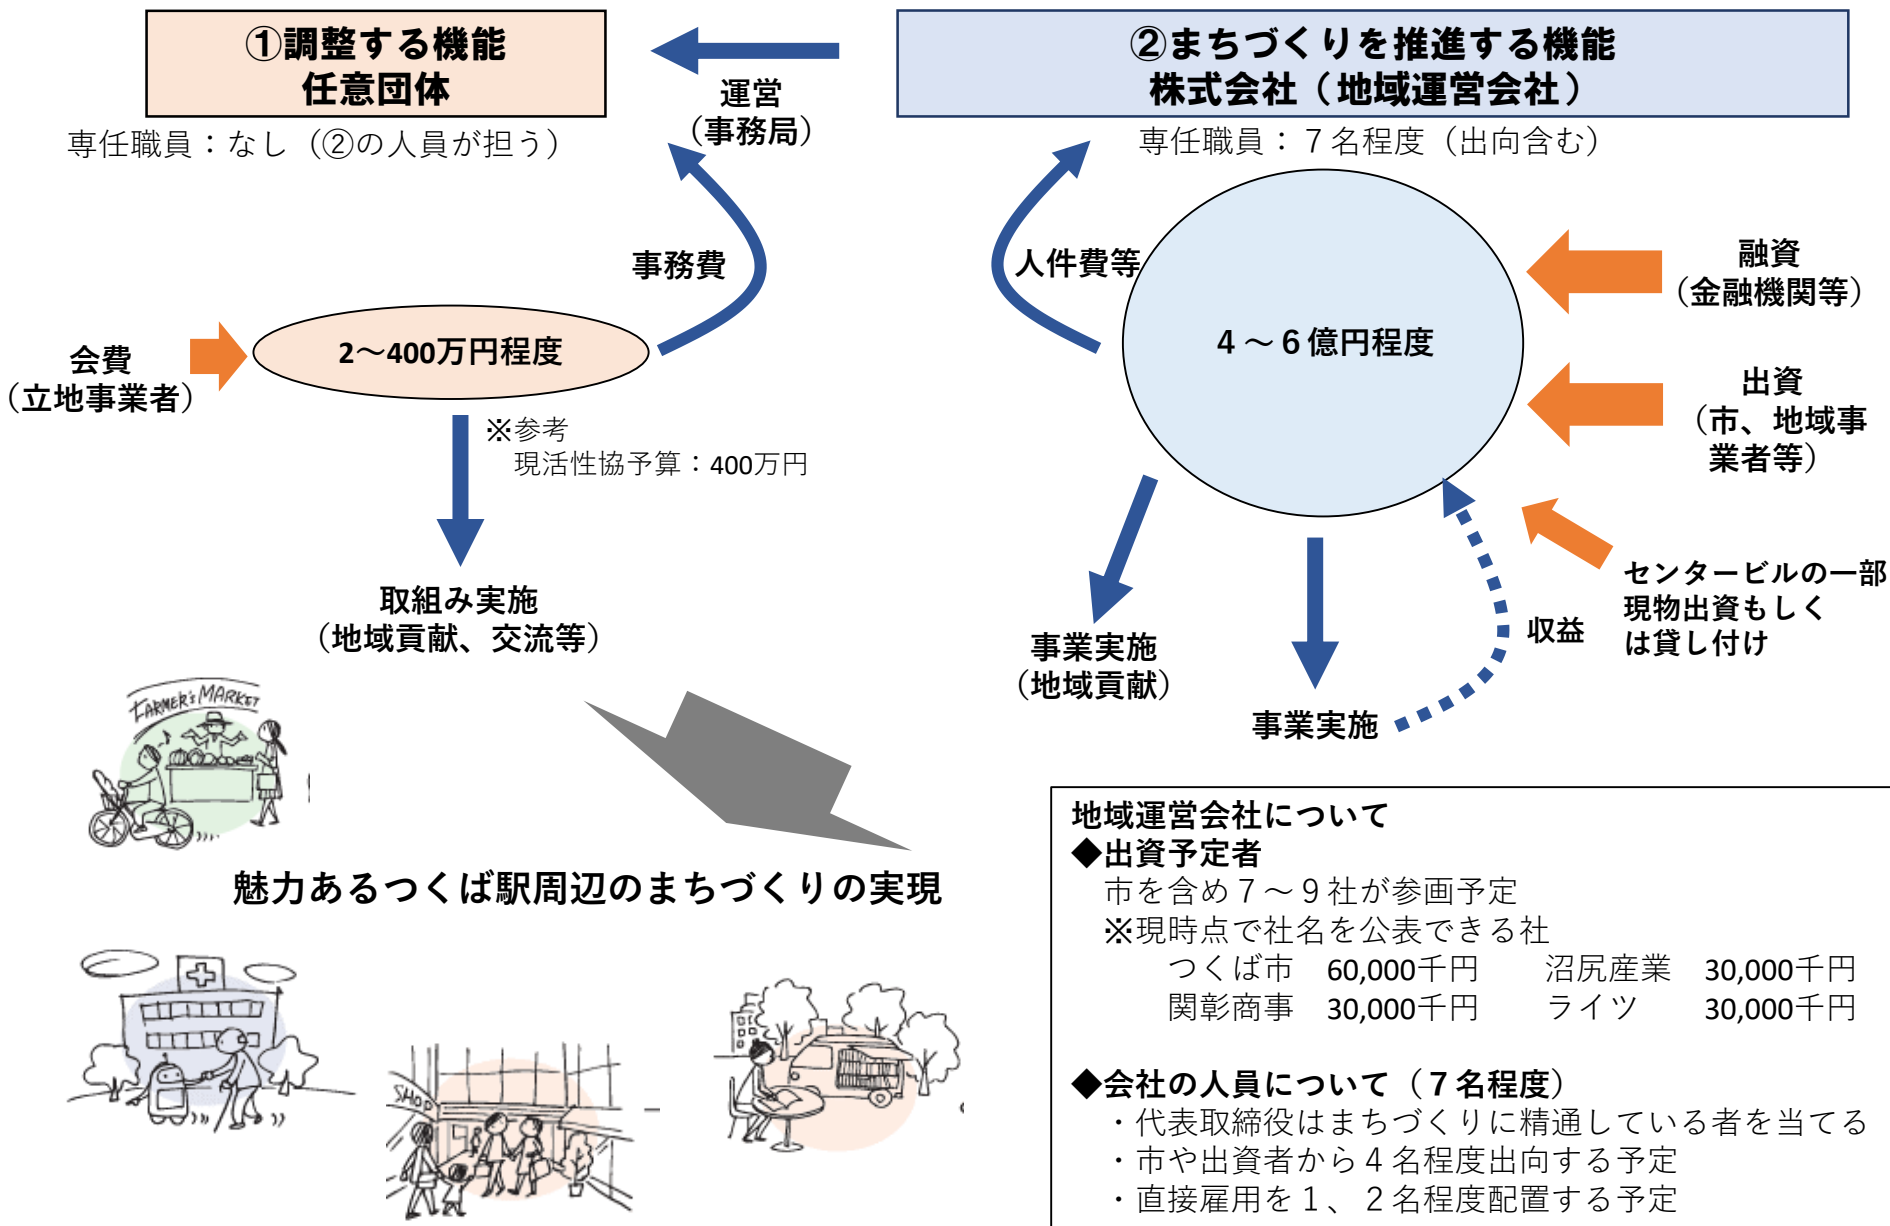 ①調整する機能
任意団体
専任職員：なし（②の人員が担う）
運営
（事務局）
②まちづくりを推進する機能
株式会社（地域運営会社）
専任職員：７名程度（出向含む）
事務費
会費
（立地事業者）
2～400万円程度
※参考
現活性協予算：400万円
取組み実施
（地域貢献、交流等）
人件費等
４～６億円程度
融資
（金融機関等）
出資
（市、地域事
業者等）
センタービルの一部
現物出資もしく
は貸し付け
収益
事業実施
（地域貢献）
事業実施
FARMER'S MARKET
魅力あるつくば駅周辺のまちづくりの実現
SHOP
地域運営会社について
◆出資予定者
市を含め７～９社が参画予定
※現時点で社名を公表できる社
つくば市 60,000千円 沼尻産業 30,000千円
関彰商事 30,000千円 ライツ 30,000千円
◆会社の人員について（７名程度）
・代表取締役はまちづくりに精通している者を当てる
・市や出資者から４名程度出向する予定
・直接雇用を１、２名程度配置する予定